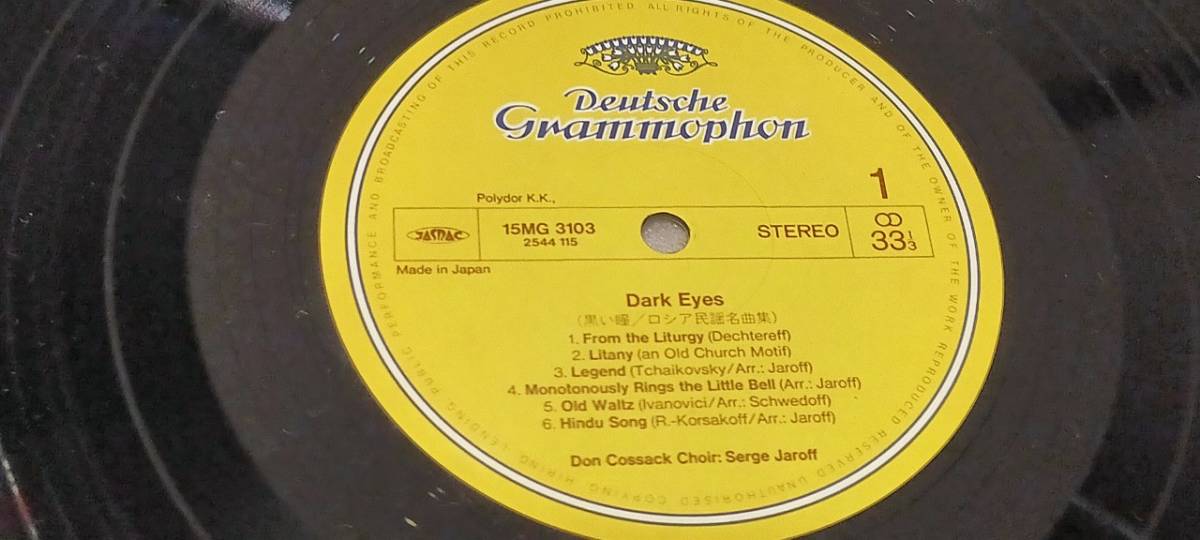 PUBLIC PERFORMANCE AND BROADCASTING OF THIS RECORD PROHIBITED ALL RIGHTS OF THE PRODUCER AND OF THE OWNER OF THE WORK REPRODUCED RESERVED UNAUTHORISED COPYING, HIRING, LENDING,
Deutsche
Grammophon
1
Polydor K.K.,
JASRAC
15MG 3103
2544 115
STEREO
33 1/3
Made in Japan
Dark Eyes
(黒い瞳/ロシア民謡名曲集)
1. From the Liturgy (Dechtereff)
2. Litany (an Old Church Motif)
3. Legend (Tchaikovsky/Arr.: Jaroff)
4. Monotonously Rings the Little Bell (Arr.: Jaroff)
5. Old Waltz (Ivanovici/Arr.: Schwedoff)
6. Hindu Song (R.-Korsakoff/Arr.: Jaroff)
Don Cossack Choir: Serge Jaroff